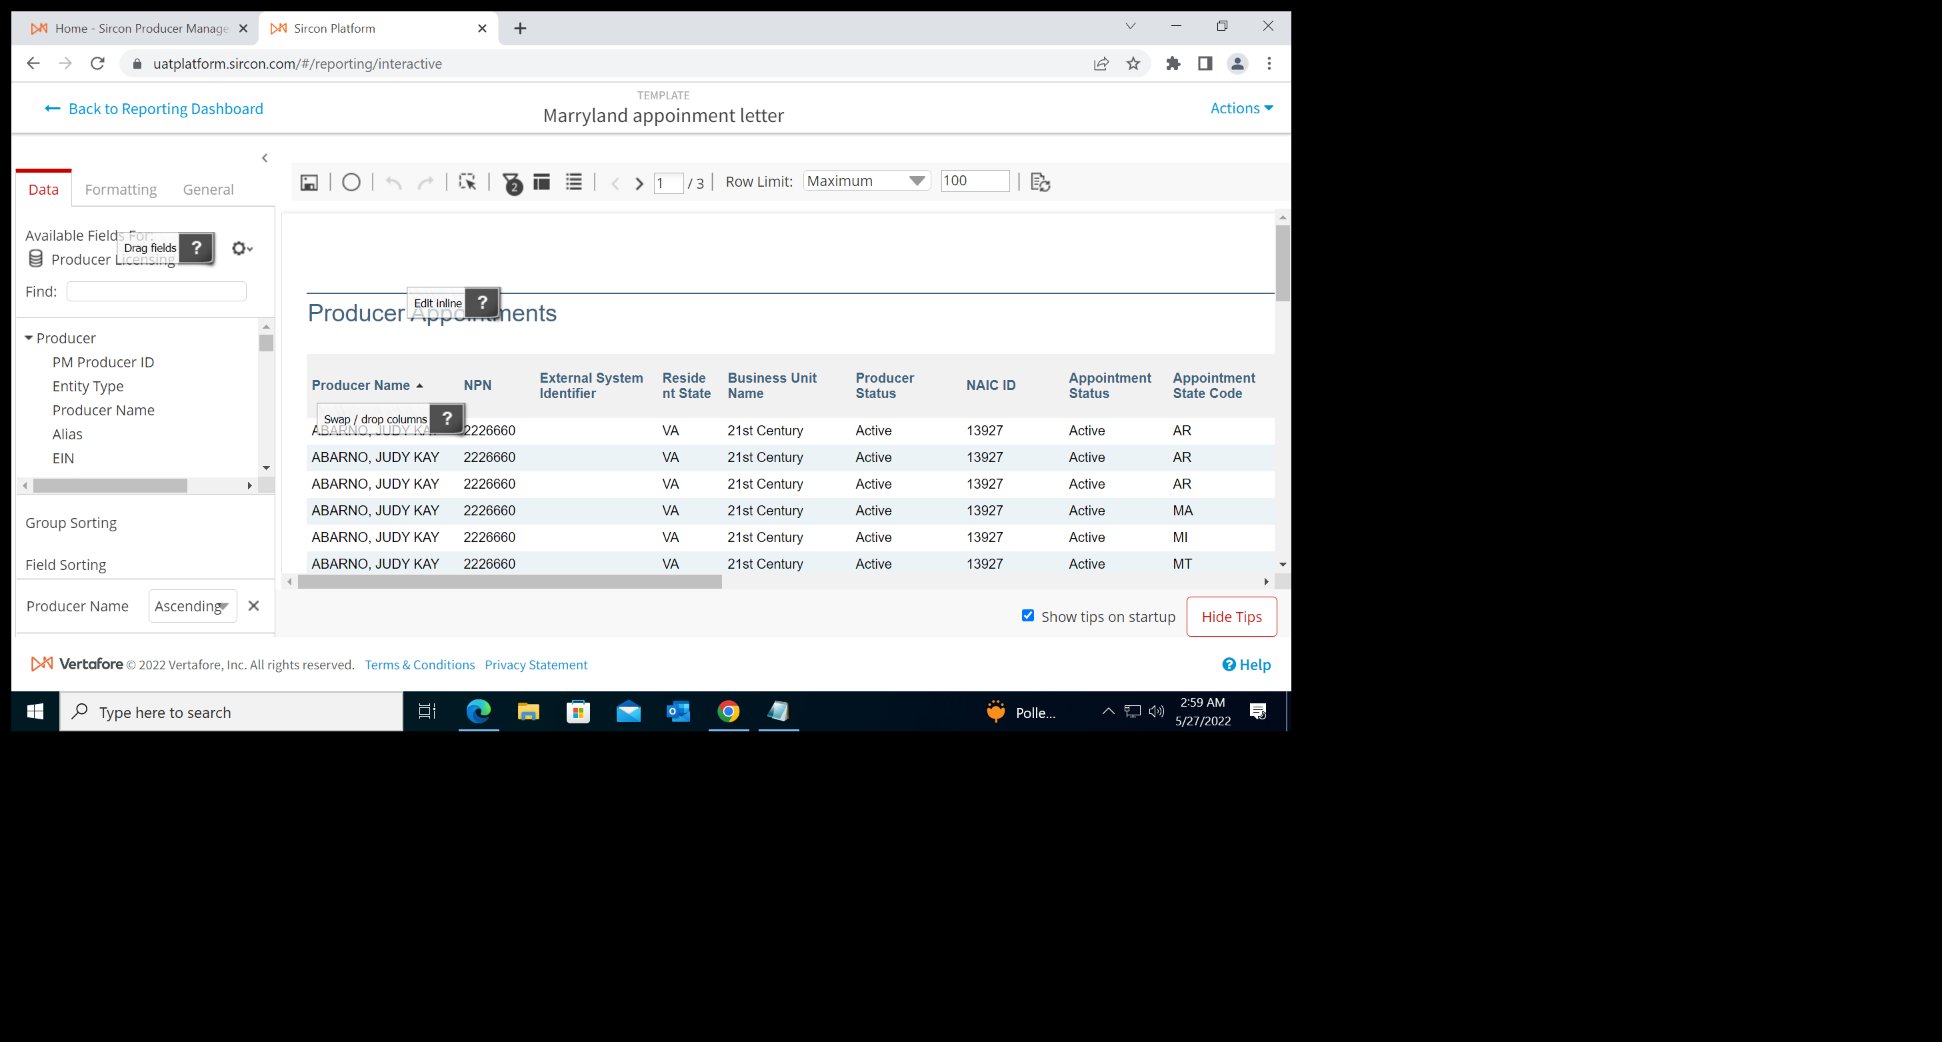 Home - Sircon Producer Manage
Sircon Platform
uatplatform.sircon.com/#/reporting/interactive
Back to Reporting Dashboard
TEMPLATE
Marryland appoinment letter
Actions
Data
Formatting
General
2
1
/ 3
Row Limit:
Maximum
100
Available Fields For:
Drag fields
?
Producer Licensing
Find:
Producer
PM Producer ID
Entity Type
Producer Name
Alias
EIN
Group Sorting
Field Sorting
Producer Name
Ascending
Edit inline
?
Producer Appointments
Producer Name NPN External System Identifier Reside nt State Business Unit Name Producer Status NAIC ID Appointment Status Appointment State Code
Swap / drop columns
?
ABARNO, JUDY KAY 2226660 VA 21st Century Active 13927 Active AR
ABARNO, JUDY KAY 2226660 VA 21st Century Active 13927 Active AR
ABARNO, JUDY KAY 2226660 VA 21st Century Active 13927 Active AR
ABARNO, JUDY KAY 2226660 VA 21st Century Active 13927 Active MA
ABARNO, JUDY KAY 2226660 VA 21st Century Active 13927 Active MI
ABARNO, JUDY KAY 2226660 VA 21st Century Active 13927 Active MT
Show tips on startup
Hide Tips
Vertafore © 2022 Vertafore, Inc. All rights reserved. Terms & Conditions Privacy Statement
Help
Type here to search
Polle...
2:59 AM
5/27/2022